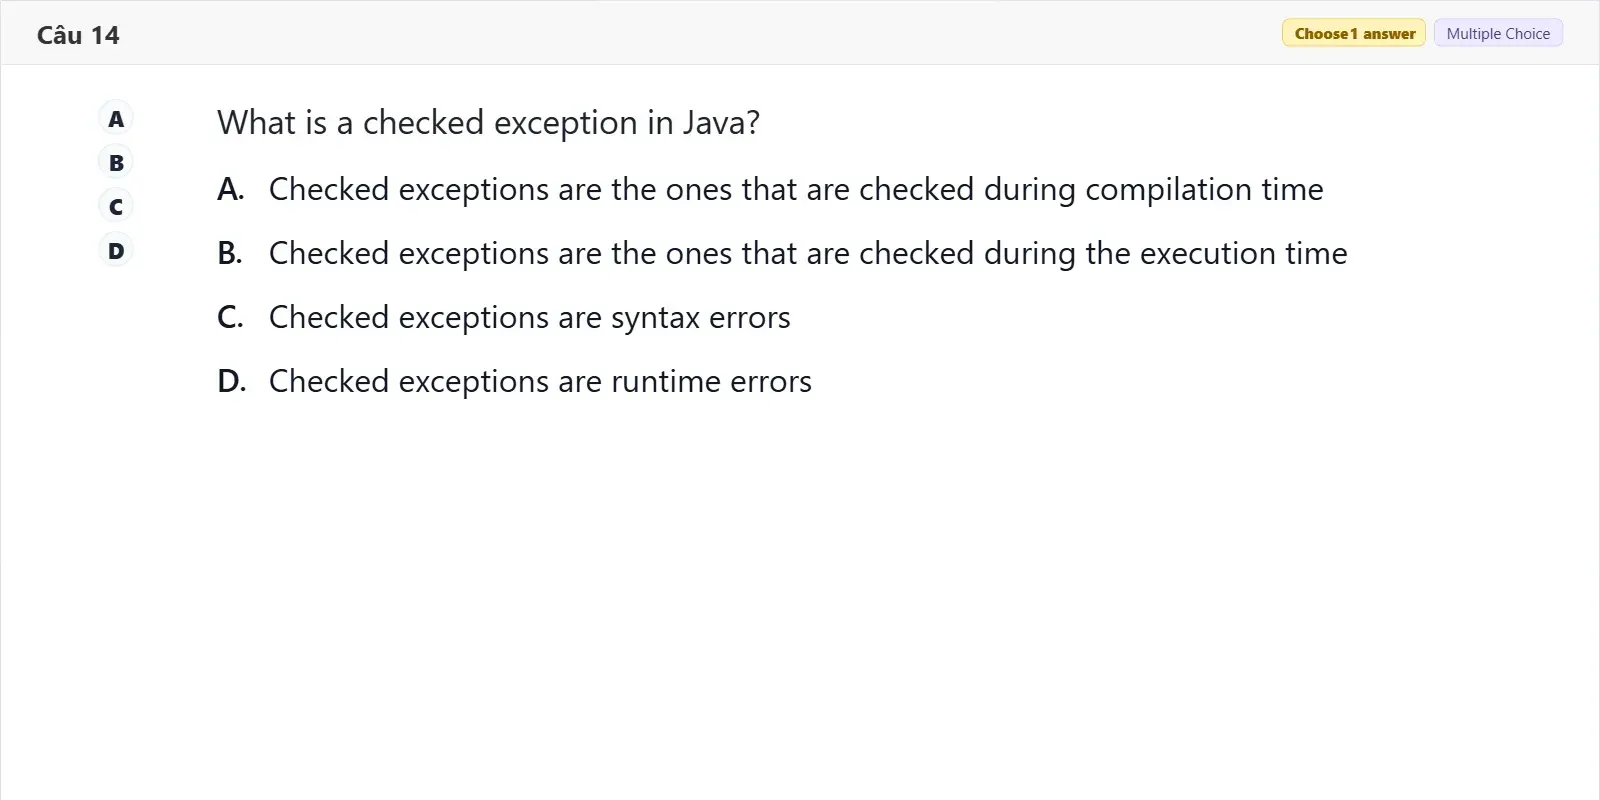 Câu 14
Choose1 answer
Multiple Choice
A
B
C
D
What is a checked exception in Java?
A. Checked exceptions are the ones that are checked during compilation time
B. Checked exceptions are the ones that are checked during the execution time
C. Checked exceptions are syntax errors
D. Checked exceptions are runtime errors